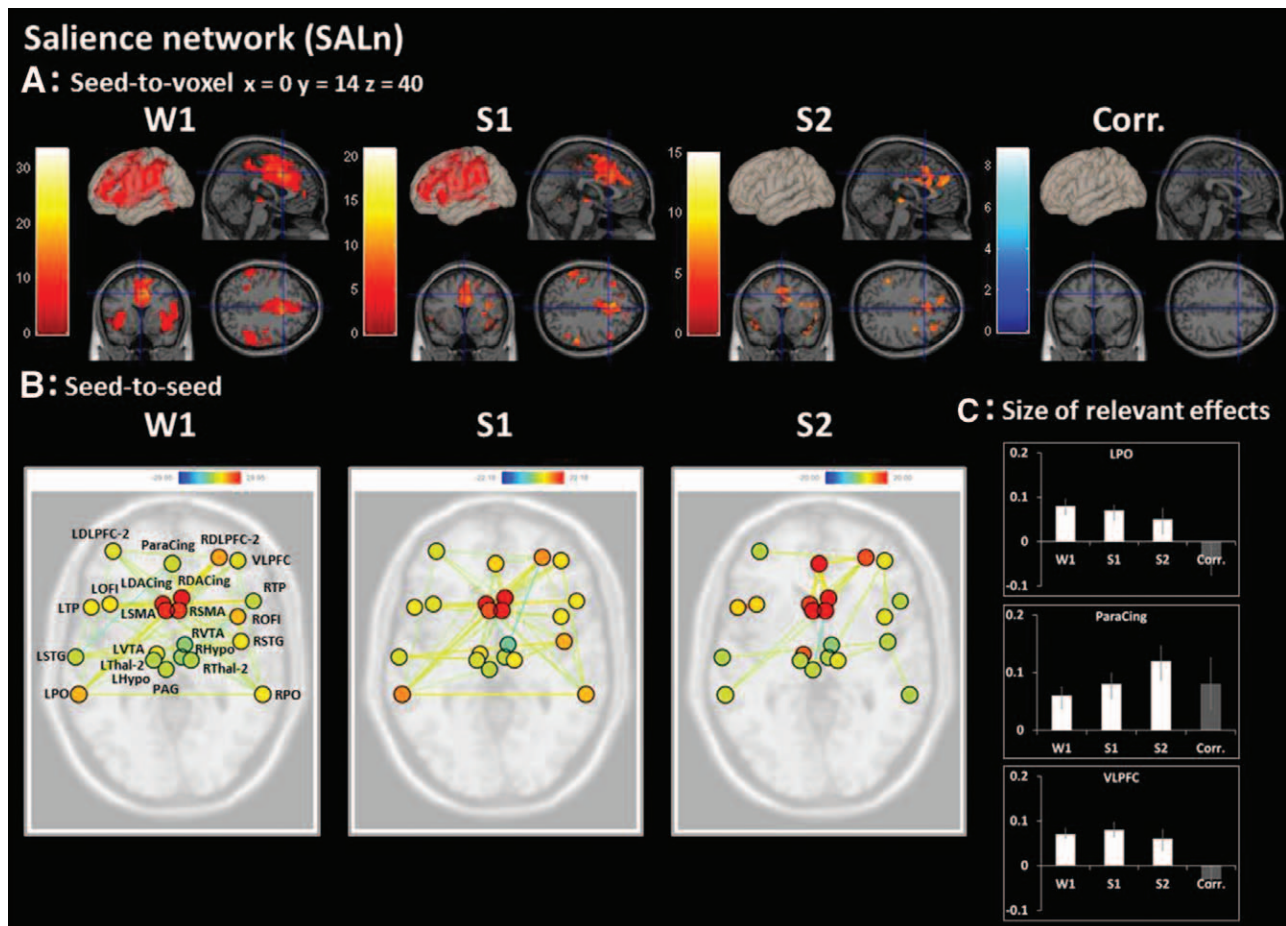 Salience network (SALn)
A: Seed-to-voxel x = 0 y = 14 z = 40
W1 S1 S2 Corr.
30
20
10
0
20
15
10
5
0
15
10
5
0
8
6
4
2
0
B: Seed-to-seed
W1 S1 S2
LDLPFC-2 ParaCing RDLPFC-2 VLPFC
LDACing RDACing
LOFI RTP
LTP LSMA RSMA ROFI
RVTA RSTG
LSTG LVTA RHypo
LThal-2 RThal-2
LHypo
LPO PAG RPO
-22.18 22.18
C: Size of relevant effects
LPO
0.2
0.1
0
-0.1
W1 S1 S2 Corr.
ParaCing
0.2
0.1
0
W1 S1 S2 Corr.
VLPFC
0.2
0.1
0
-0.1
W1 S1 S2 Corr.